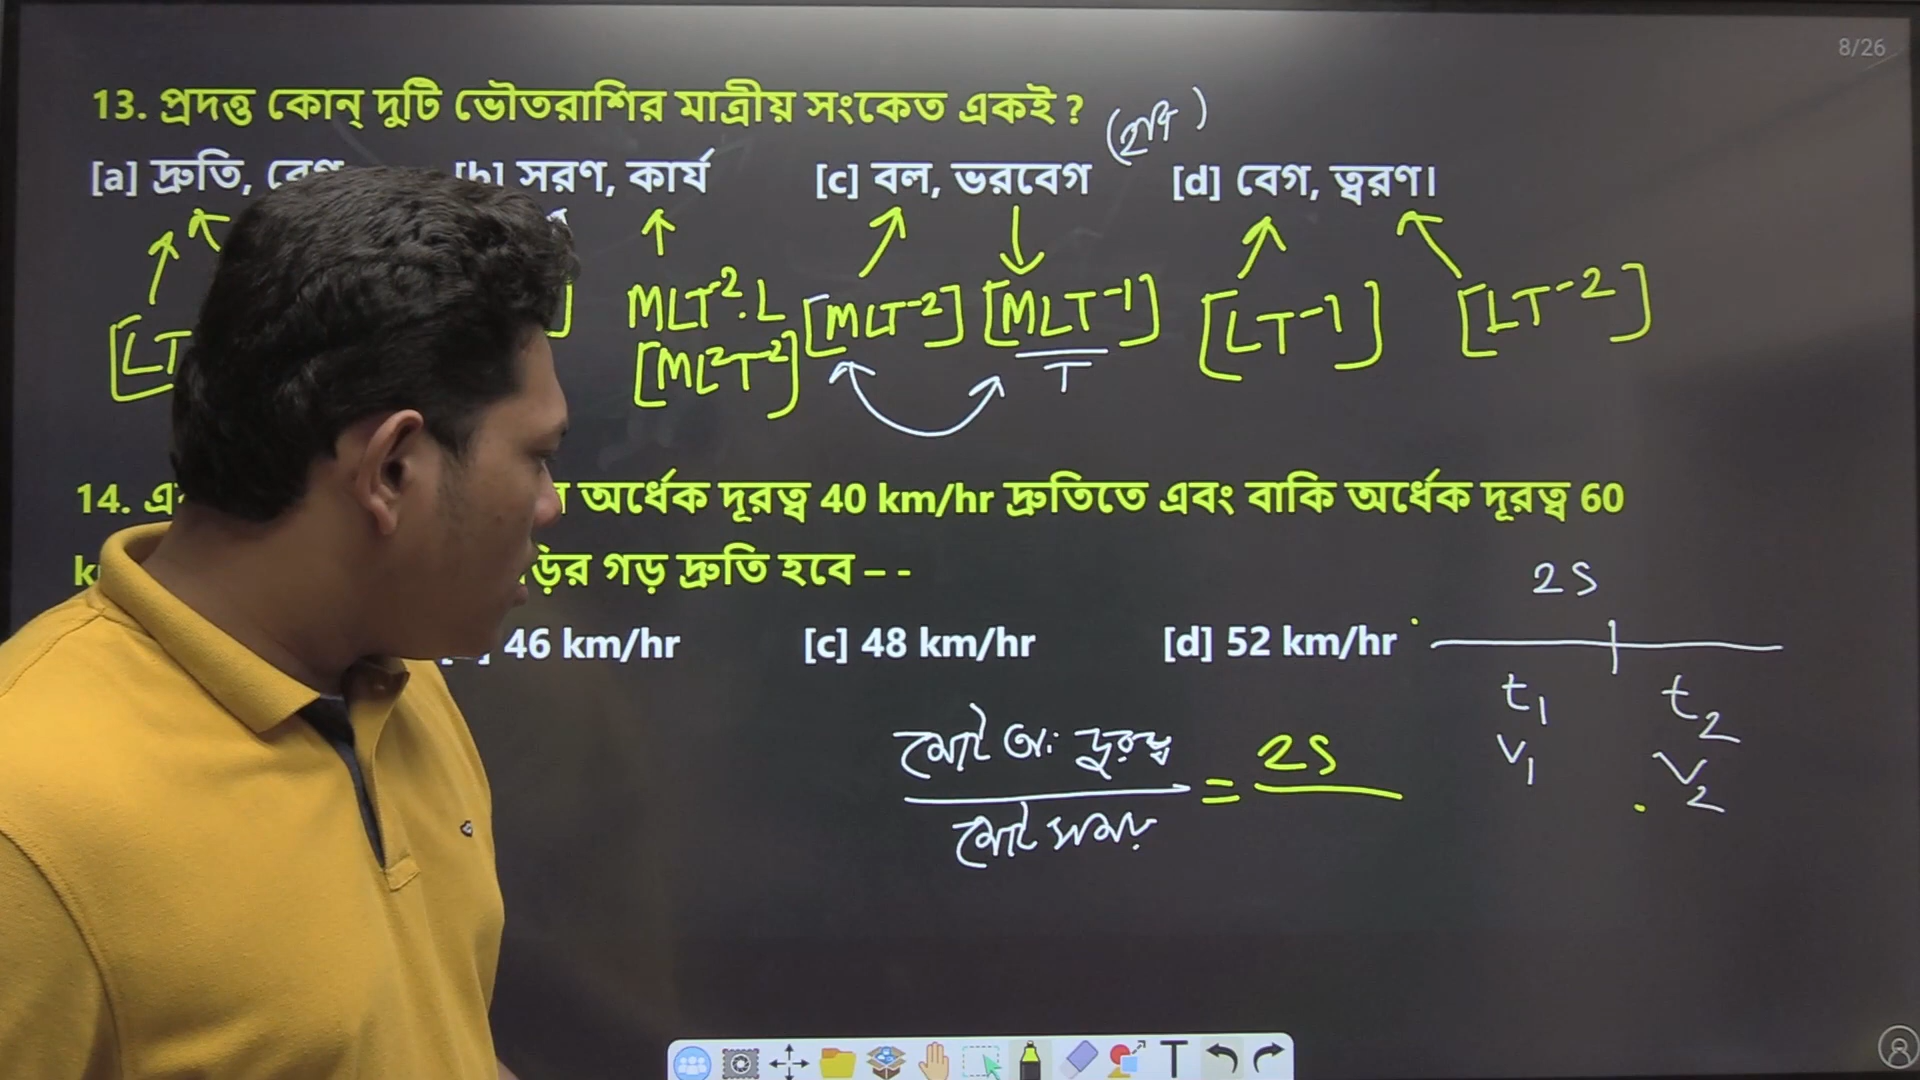 8/26
13. প্রদত্ত কোন্ দুটি ভৌতরাশির মাত্রীয় সংকেত একই ?
[a] দ্রুতি, বেগ [b] সরণ, কার্য [c] বল, ভরবেগ [d] বেগ, ত্বরণ।
MLT⁻².L [MLT⁻²] [MLT⁻¹] [LT⁻¹] [LT⁻²]
[LT [ML²T⁻²] T
14. অর্ধেক দূরত্ব 40 km/hr দ্রুতিতে এবং বাকি অর্ধেক দূরত্ব 60
গড় দ্রুতি হবে – -
2S
46 km/hr [c] 48 km/hr [d] 52 km/hr
t₁ t₂
মোট অঃ দূরত্ব = 2S
V₁ V₂
মোট সময়
T